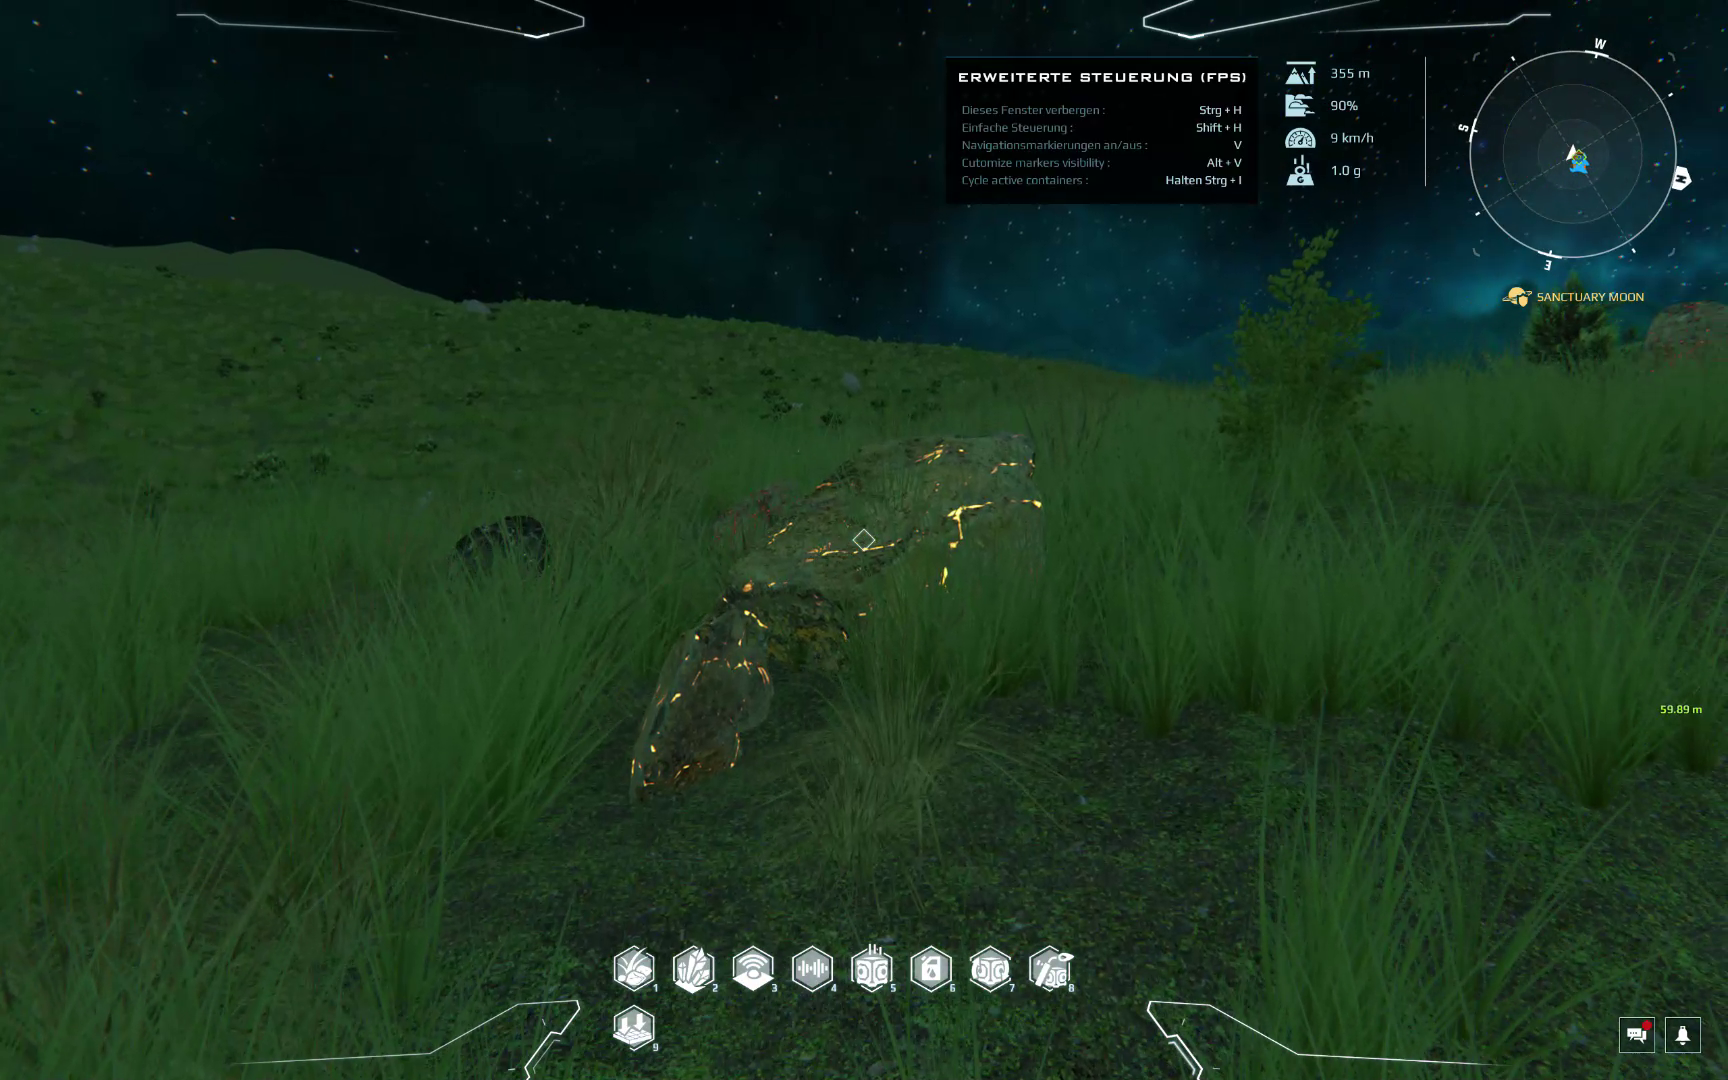 ERWEITERTE STEUERUNG (FPS)
Dieses Fenster verbergen : Strg + H
Einfache Steuerung : Shift + H
Navigationsmarkierungen an/aus : V
Cutomize markers visibility : Alt + V
Cycle active containers : Halten Strg + I
355 m
90%
9 km/h
G 1.0 g
W
S
N
E
SANCTUARY MOON
59.89 m
1 2 3 4 5 6 7 8
9